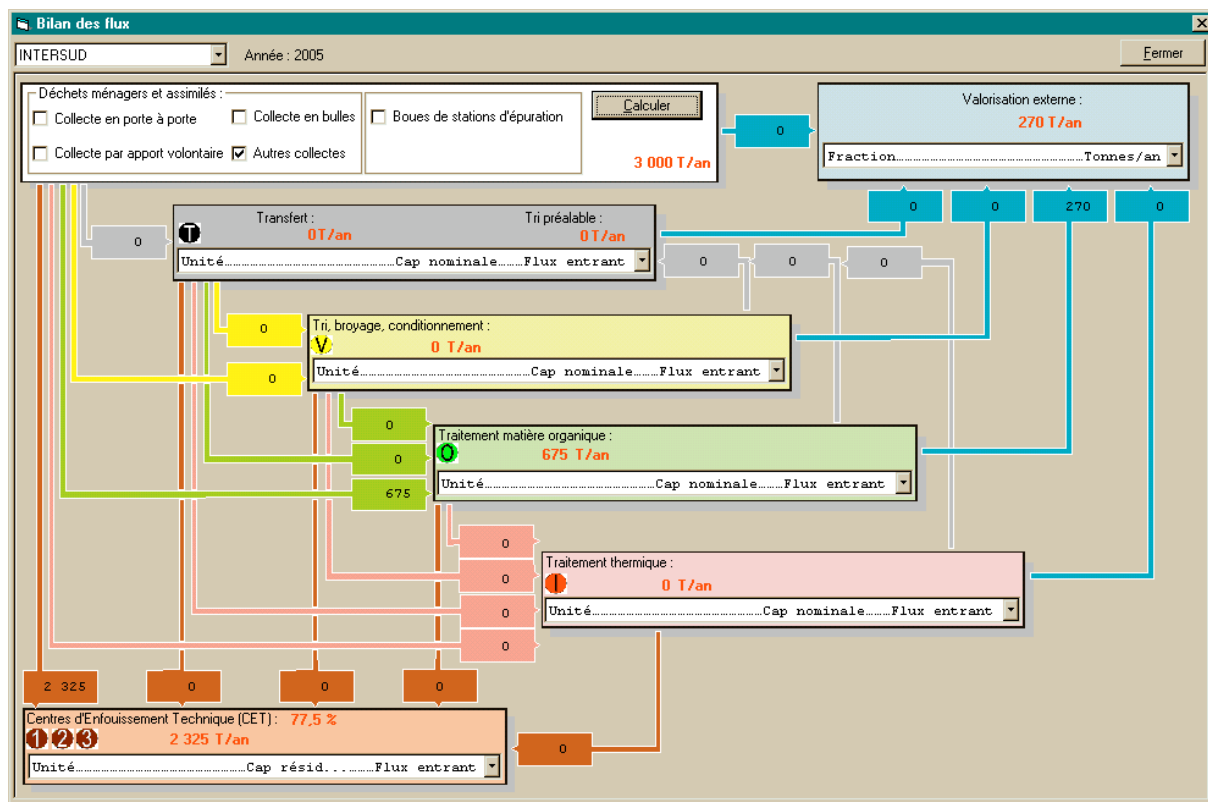 Bilan des flux
INTERSUD
Année : 2005
Fermer
Déchets ménagers et assimilés :
Collecte en porte à porte
Collecte en bulles
Boues de stations d'épuration
Calculer
Collecte par apport volontaire
Autres collectes
3 000 T/an
0
Valorisation externe :
270 T/an
Fraction.................Tonnes/an
0
0
270
0
0
Transfert :
Tri préalable :
T
0T/an
0T/an
Unité.................Cap nominale........Flux entrant
0
0
0
0
Tri, broyage, conditionnement :
V
0 T/an
Unité.................Cap nominale........Flux entrant
0
0
Traitement matière organique :
O
675 T/an
Unité.................Cap nominale........Flux entrant
0
675
0
Traitement thermique :
I
0 T/an
Unité.................Cap nominale........Flux entrant
0
0
0
2 325
0
0
0
Centres d'Enfouissement Technique (CET) : 77,5 %
1 2 3
2 325 T/an
Unité.................Cap résid........Flux entrant
0